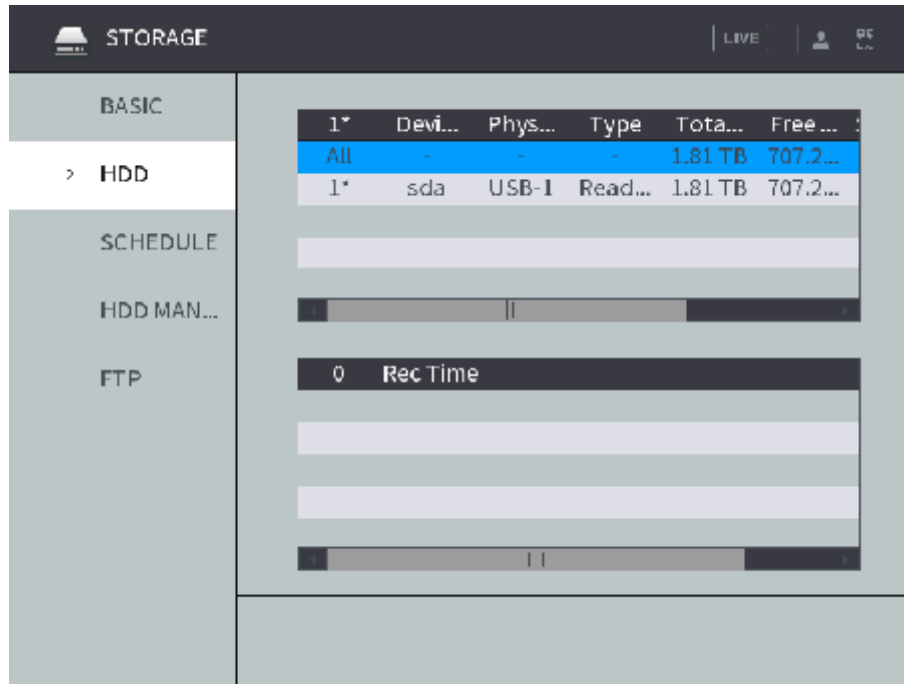 STORAGE
LIVE
BASIC
HDD
SCHEDULE
HDD MAN...
FTP
1* Devi... Phys... Type Tota... Free ...
All - - - 1.81 TB 707.2...
1* sda USB-1 Read... 1.81 TB 707.2...
0 Rec Time